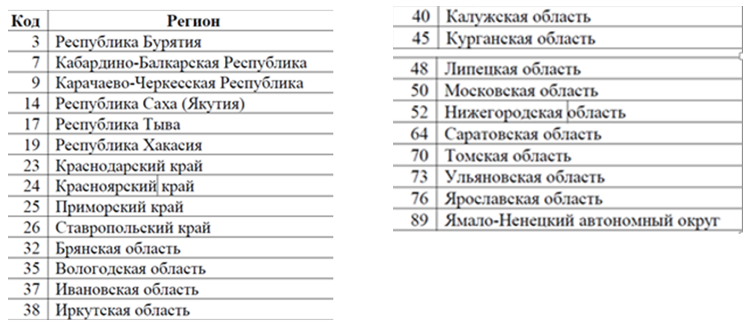 Код Регион
3 Республика Бурятия
7 Кабардино-Балкарская Республика
9 Карачаево-Черкесская Республика
14 Республика Саха (Якутия)
17 Республика Тыва
19 Республика Хакасия
23 Краснодарский край
24 Красноярский край
25 Приморский край
26 Ставропольский край
32 Брянская область
35 Вологодская область
37 Ивановская область
38 Иркутская область
40 Калужская область
45 Курганская область
48 Липецкая область
50 Московская область
52 Нижегородская область
64 Саратовская область
70 Томская область
73 Ульяновская область
76 Ярославская область
89 Ямало-Ненецкий автономный округ